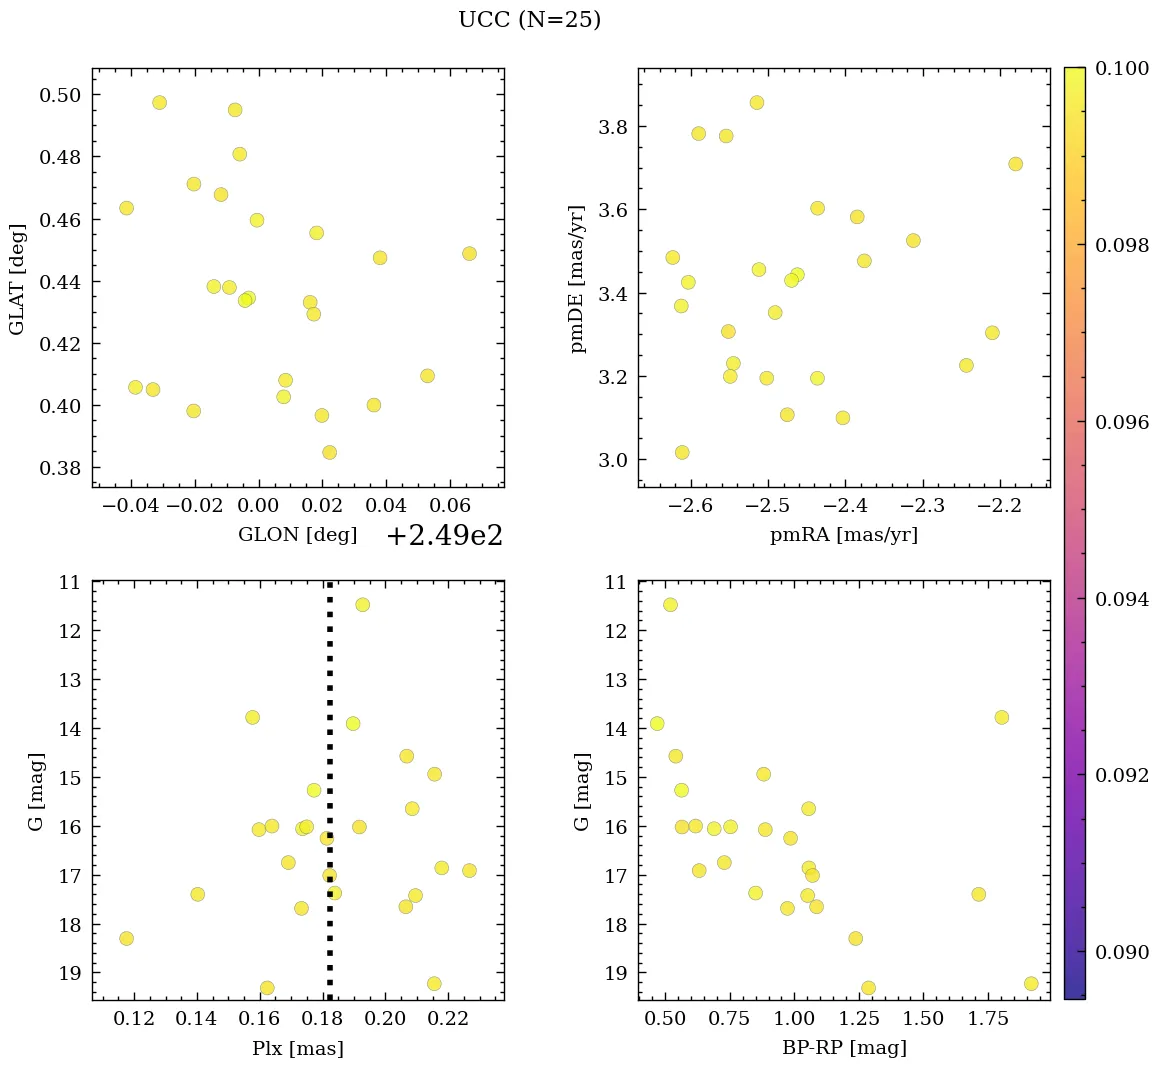 UCC (N=25)
0.50
0.48
0.46
0.44
0.42
0.40
0.38
GLAT [deg]
−0.04 −0.02 0.00 0.02 0.04 0.06
GLON [deg]
+2.49e2
3.8
3.6
3.4
3.2
3.0
pmDE [mas/yr]
−2.6 −2.5 −2.4 −2.3 −2.2
pmRA [mas/yr]
11
12
13
14
15
16
17
18
19
G [mag]
0.12 0.14 0.16 0.18 0.20 0.22
Plx [mas]
11
12
13
14
15
16
17
18
19
G [mag]
0.50 0.75 1.00 1.25 1.50 1.75
BP-RP [mag]
0.100
0.098
0.096
0.094
0.092
0.090